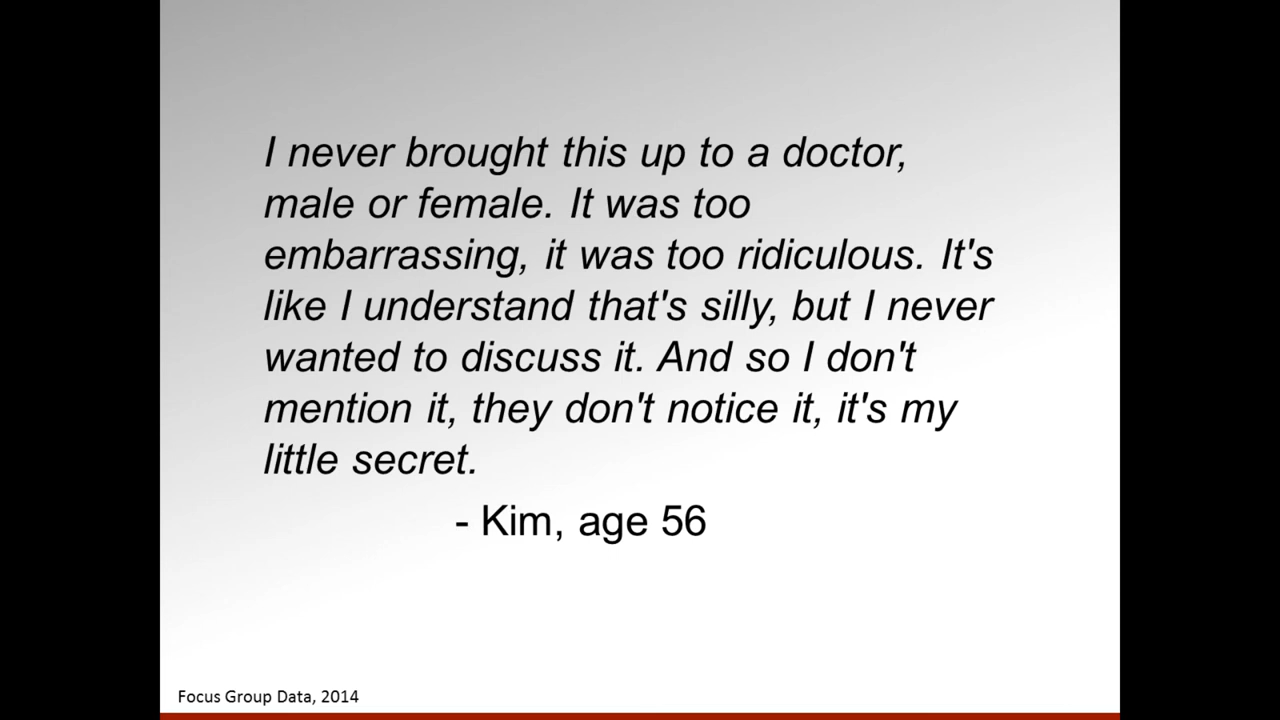 I never brought this up to a doctor,
male or female. It was too
embarrassing, it was too ridiculous. It's
like I understand that's silly, but I never
wanted to discuss it. And so I don't
mention it, they don't notice it, it's my
little secret.
- Kim, age 56
Focus Group Data, 2014